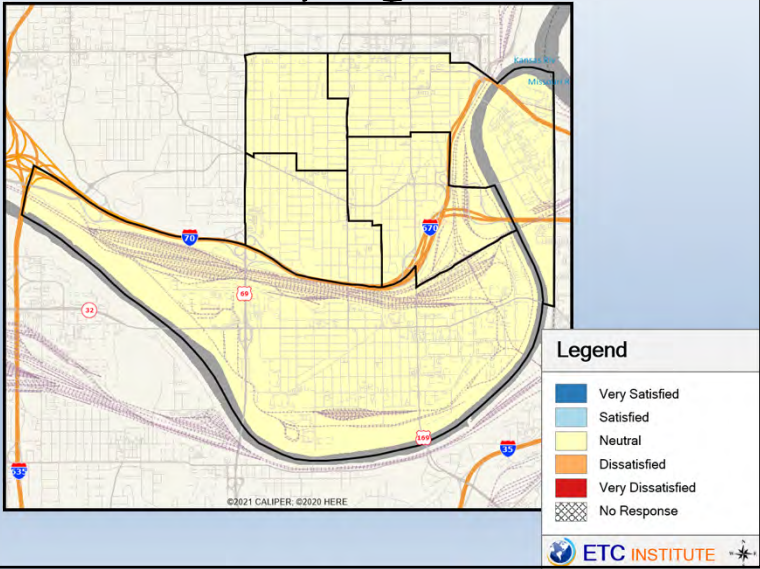 Kansas
Missouri R
70
670
69
32
169
635
35
©2021 CALIPER; ©2020 HERE
Legend
Very Satisfied
Satisfied
Neutral
Dissatisfied
Very Dissatisfied
No Response
ETC INSTITUTE